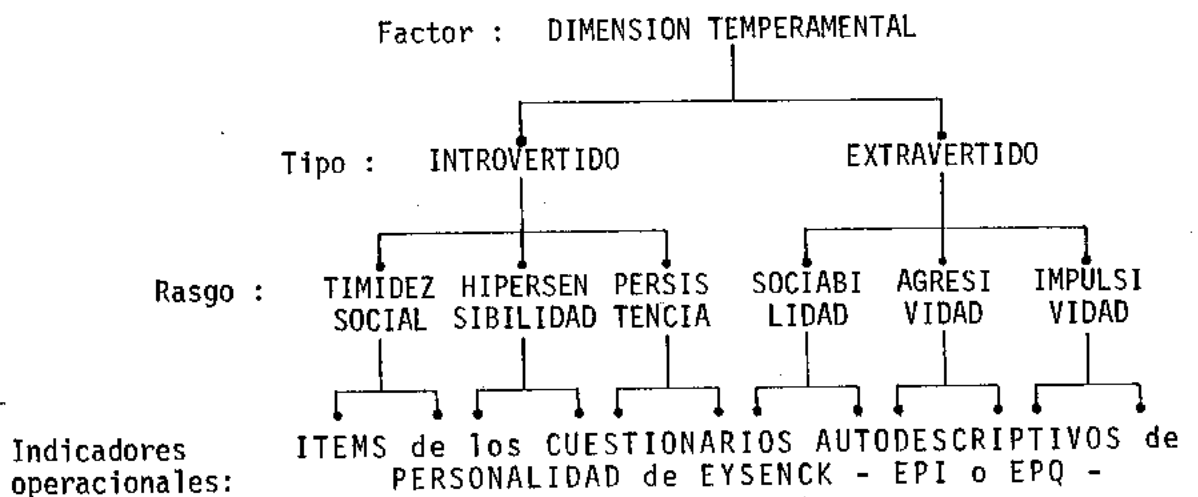 Factor : DIMENSION TEMPERAMENTAL
Tipo : INTROVERTIDO EXTRAVERTIDO
Rasgo : TIMIDEZ HIPERSEN PERSIS SOCIABI AGRESI IMPULSI
SOCIAL SIBILIDAD TENCIA LIDAD VIDAD VIDAD
Indicadores ITEMS de los CUESTIONARIOS AUTODESCRIPTIVOS de
operacionales: PERSONALIDAD de EYSENCK - EPI o EPQ -